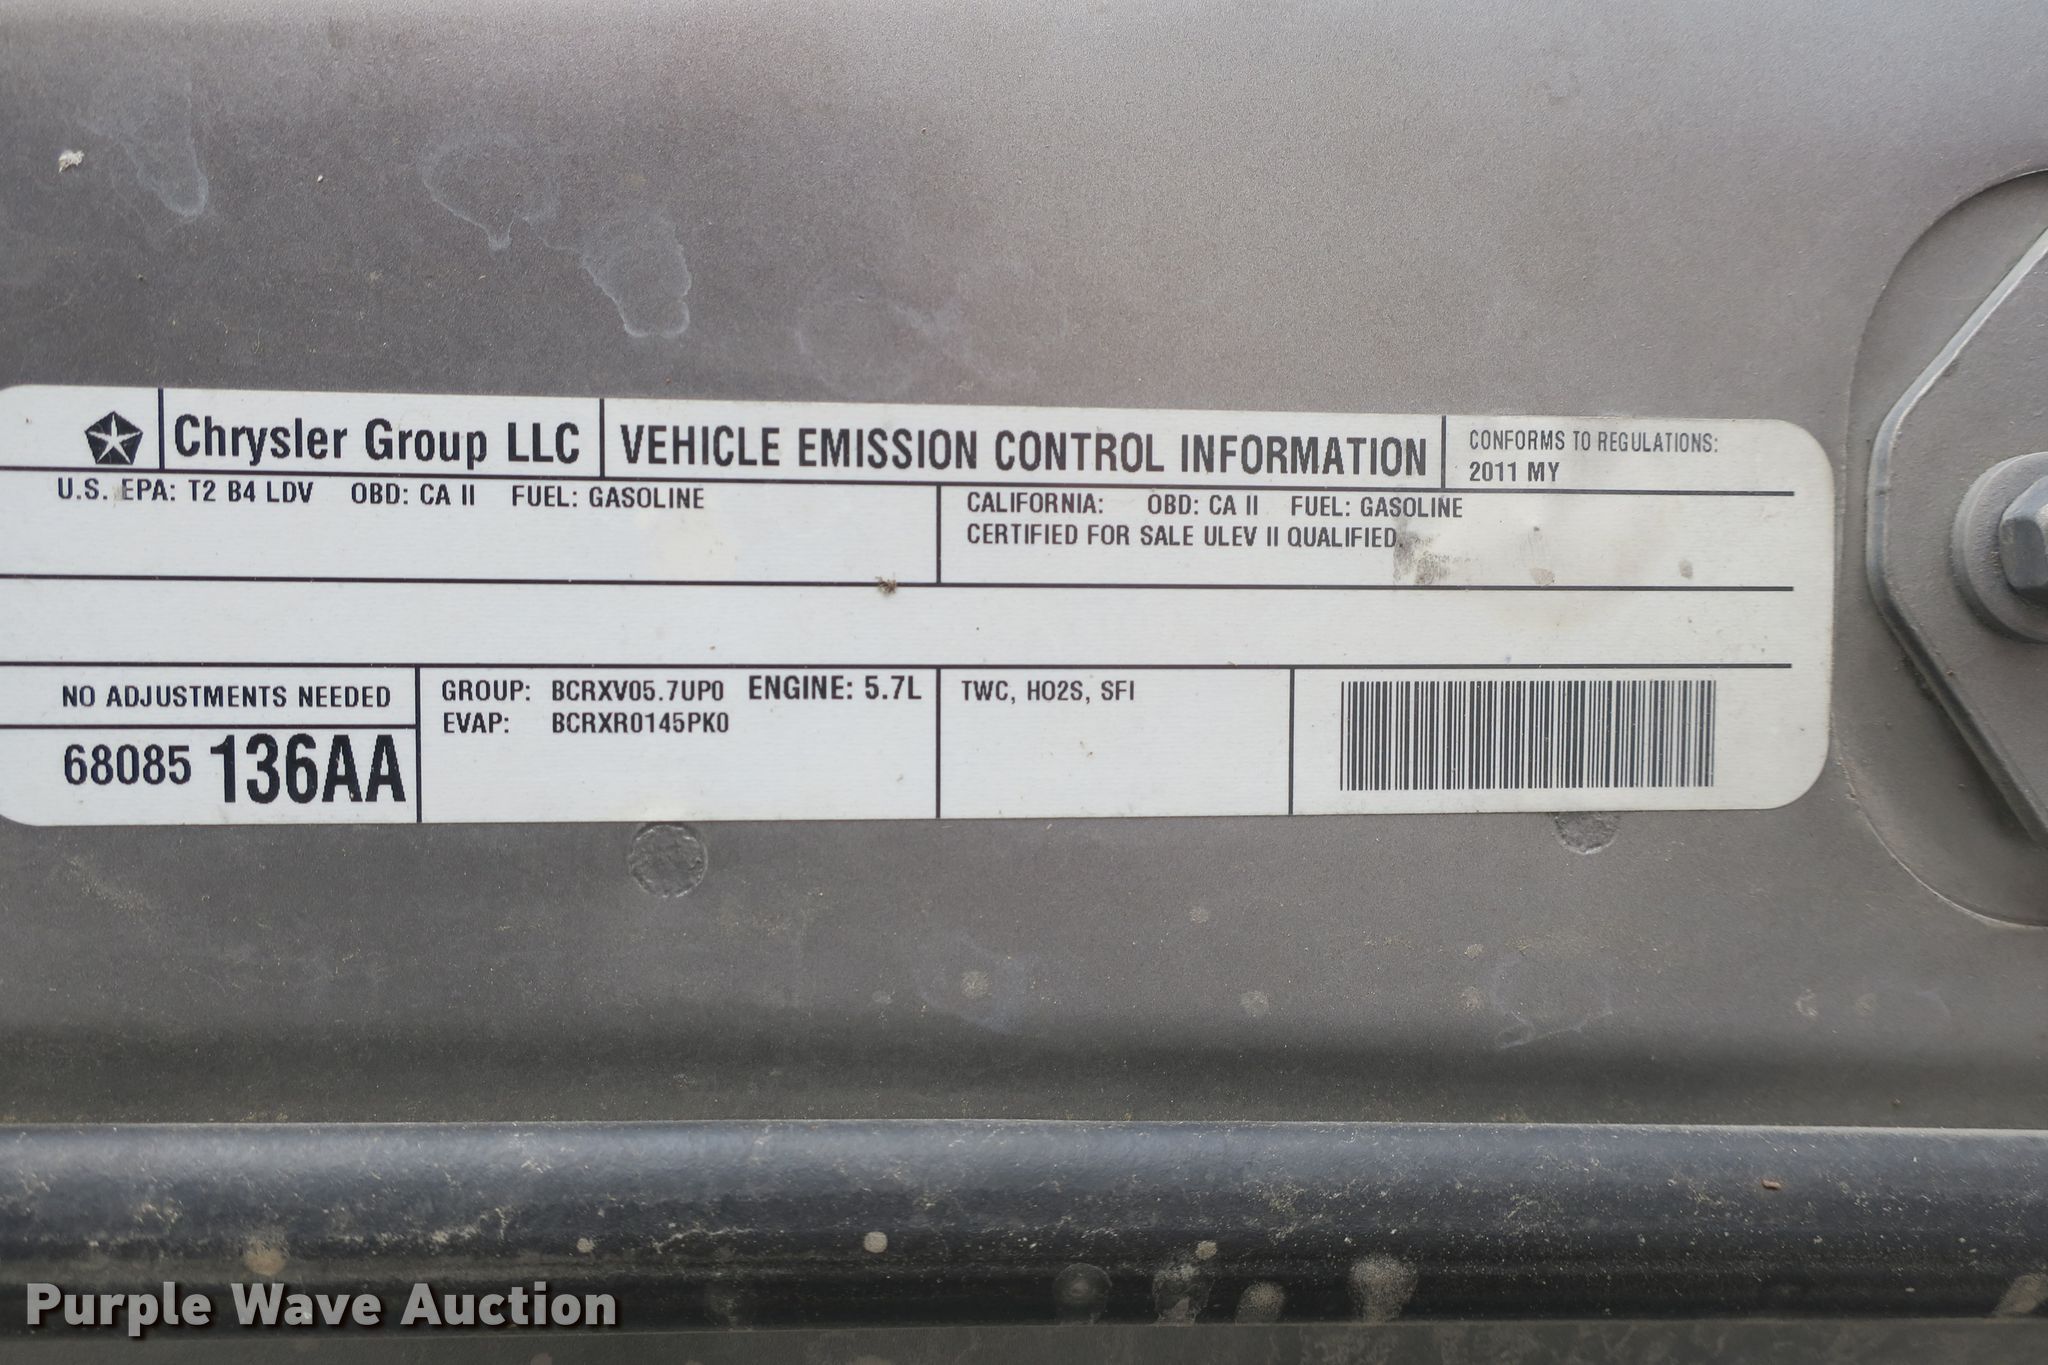 Chrysler Group LLC
VEHICLE EMISSION CONTROL INFORMATION
CONFORMS TO REGULATIONS:
2011 MY
U.S. EPA: T2 B4 LDV OBD: CA II FUEL: GASOLINE
CALIFORNIA: OBD: CA II FUEL: GASOLINE
CERTIFIED FOR SALE ULEV II QUALIFIED.
NO ADJUSTMENTS NEEDED
68085 136AA
GROUP: BCRXV05.7UP0 ENGINE: 5.7L
EVAP: BCRXR0145PK0
TWC, HO2S, SFI
Purple Wave Auction